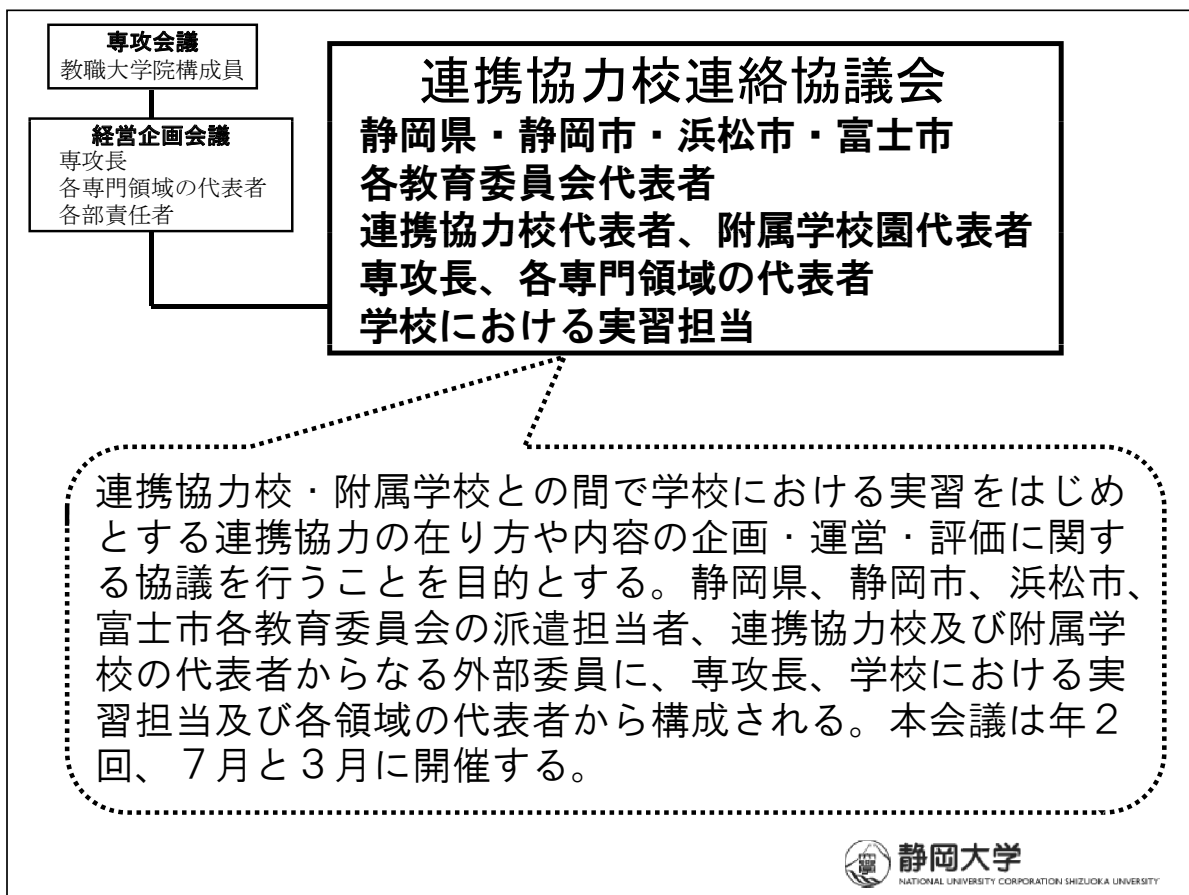 専攻会議
教職大学院構成員
経営企画会議
専攻長
各専門領域の代表者
各部責任者
連携協力校連絡協議会
静岡県・静岡市・浜松市・富士市
各教育委員会代表者
連携協力校代表者、附属学校園代表者
専攻長、各専門領域の代表者
学校における実習担当
連携協力校・附属学校との間で学校における実習をはじめ
とする連携協力の在り方や内容の企画・運営・評価に関す
る協議を行うことを目的とする。静岡県、静岡市、浜松市、
富士市各教育委員会の派遣担当者、連携協力校及び附属学
校の代表者からなる外部委員に、専攻長、学校における実
習担当及び各領域の代表者から構成される。本会議は年２
回、７月と３月に開催する。
静岡大学
NATIONAL UNIVERSITY CORPORATION SHIZUOKA UNIVERSITY